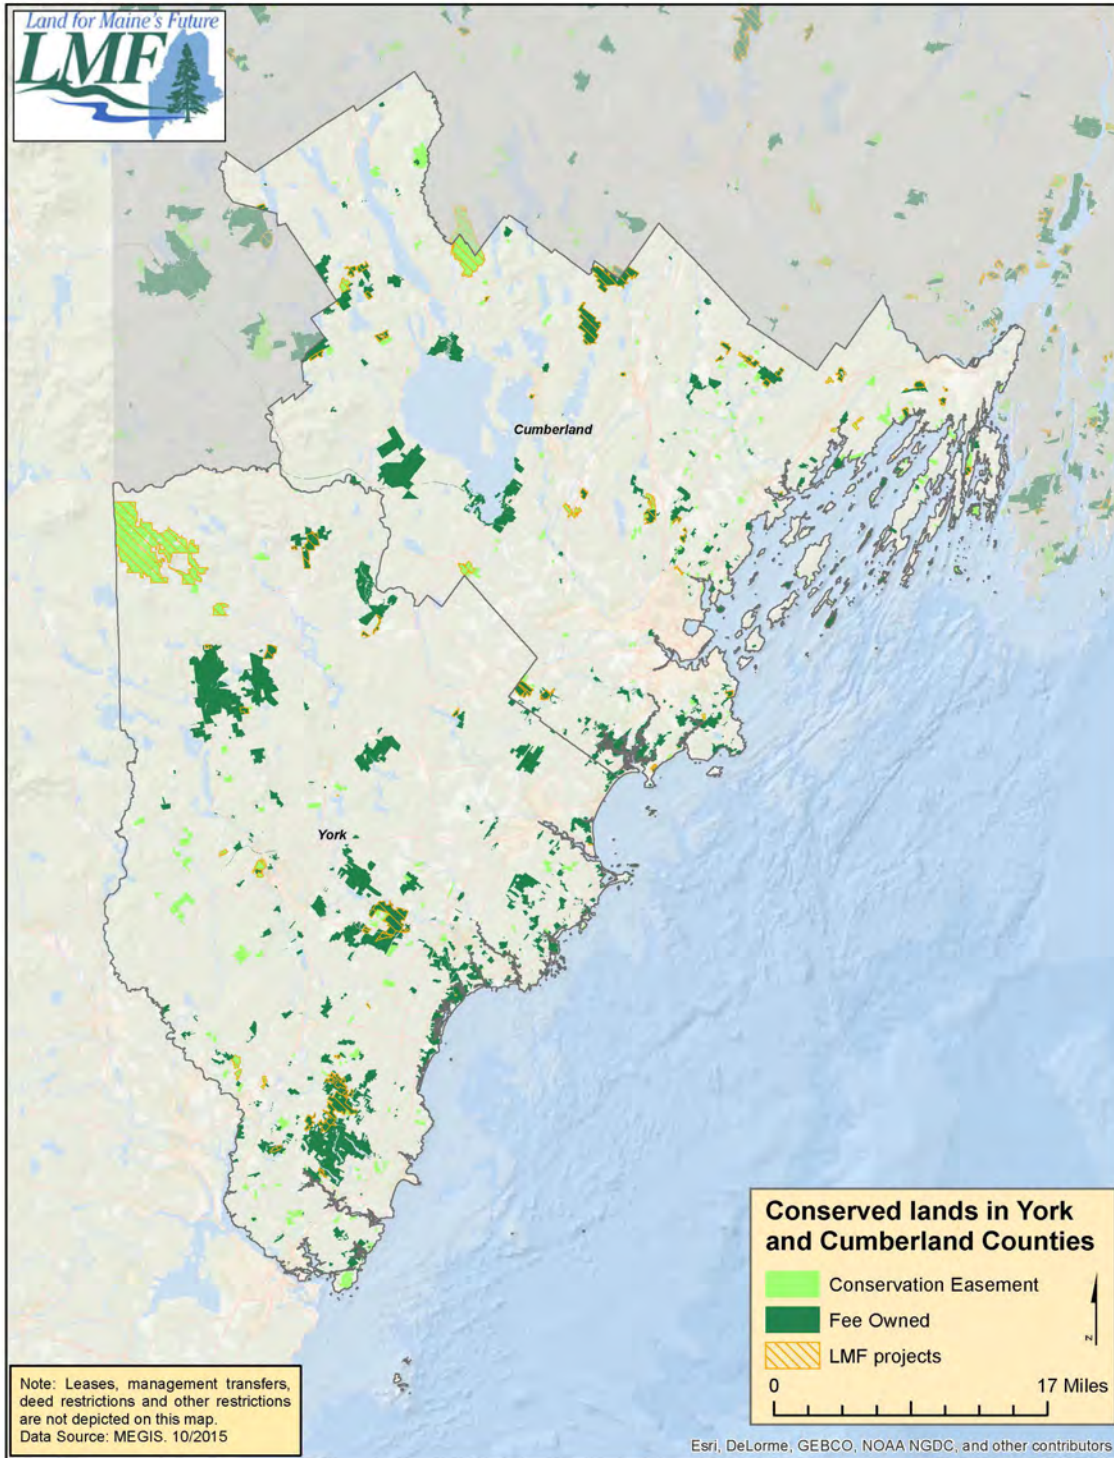 Land for Maine's Future
LMF
Cumberland
York
Conserved lands in York
and Cumberland Counties
Conservation Easement
Fee Owned
LMF projects
N
0 17 Miles
Note: Leases, management transfers,
deed restrictions and other restrictions
are not depicted on this map.
Data Source: MEGIS. 10/2015
Esri, DeLorme, GEBCO, NOAA NGDC, and other contributors